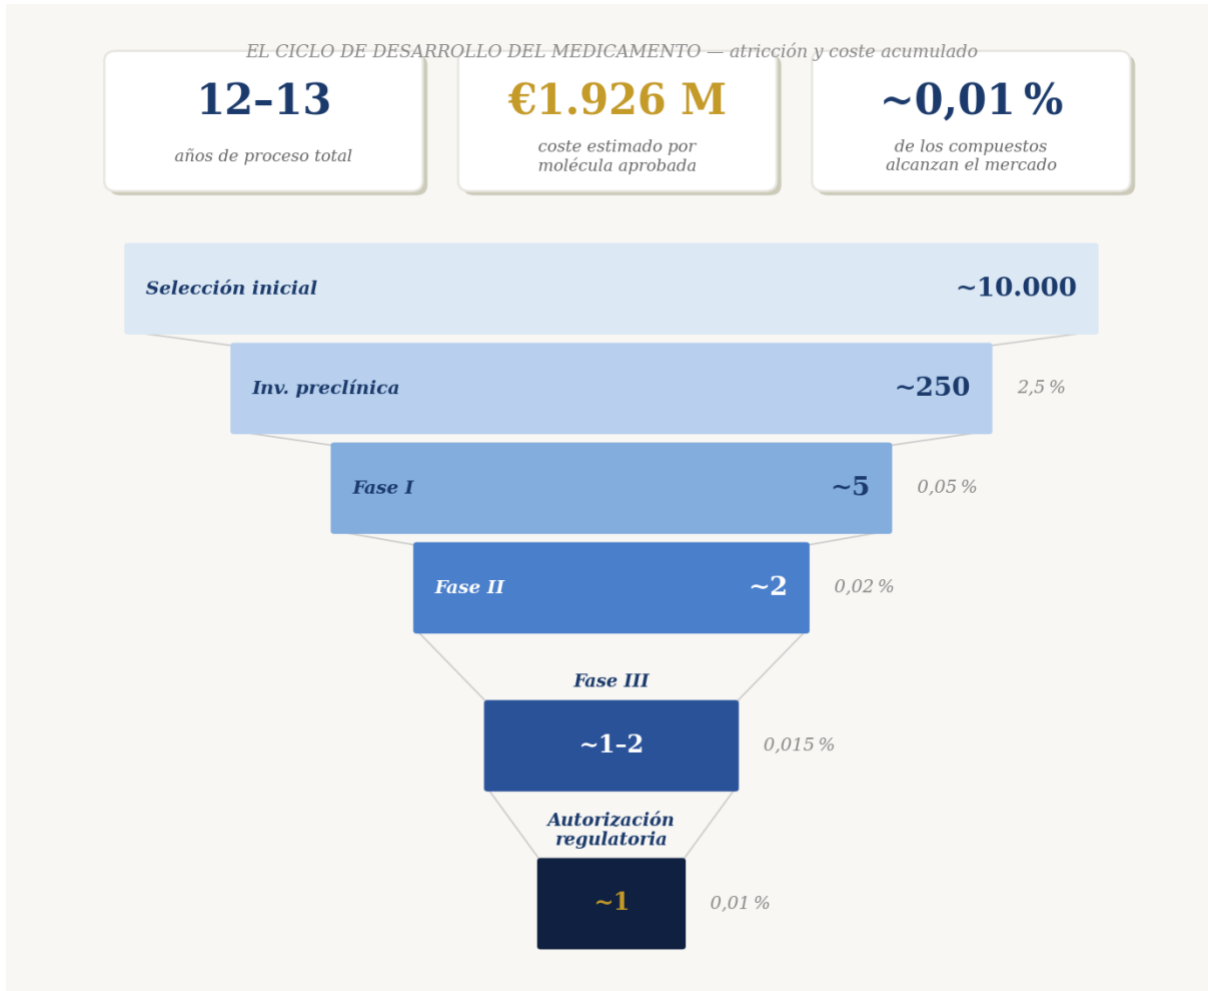 EL CICLO DE DESARROLLO DEL MEDICAMENTO — atricción y coste acumulado
12–13
años de proceso total
€1.926 M
coste estimado por
molécula aprobada
~0,01 %
de los compuestos
alcanzan el mercado
Selección inicial
~10.000
Inv. preclínica
~250
2,5 %
Fase I
~5
0,05 %
Fase II
~2
0,02 %
Fase III
~1–2
0,015 %
Autorización
regulatoria
~1
0,01 %